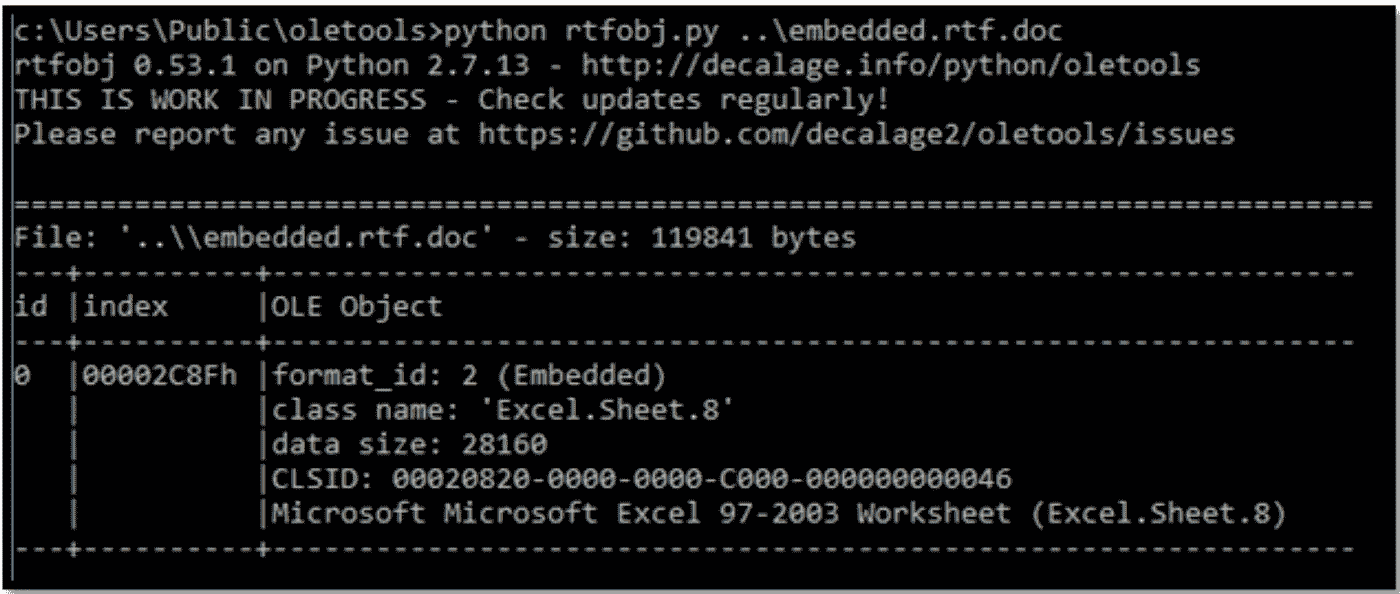 c:\Users\Public\oletools>python rtfobj.py ..\embedded.rtf.doc
rtfobj 0.53.1 on Python 2.7.13 - http://decalage.info/python/oletools
THIS IS WORK IN PROGRESS - Check updates regularly!
Please report any issue at https://github.com/decalage2/oletools/issues

===============================================================================
File: '..\\embedded.rtf.doc' - size: 119841 bytes
---+----------+---------------------------------------------------------------
id |index     |OLE Object
---+----------+---------------------------------------------------------------
0  |00002C8Fh |format_id: 2 (Embedded)
   |          |class name: 'Excel.Sheet.8'
   |          |data size: 28160
   |          |CLSID: 00020820-0000-0000-C000-000000000046
   |          |Microsoft Microsoft Excel 97-2003 Worksheet (Excel.Sheet.8)
---+----------+---------------------------------------------------------------